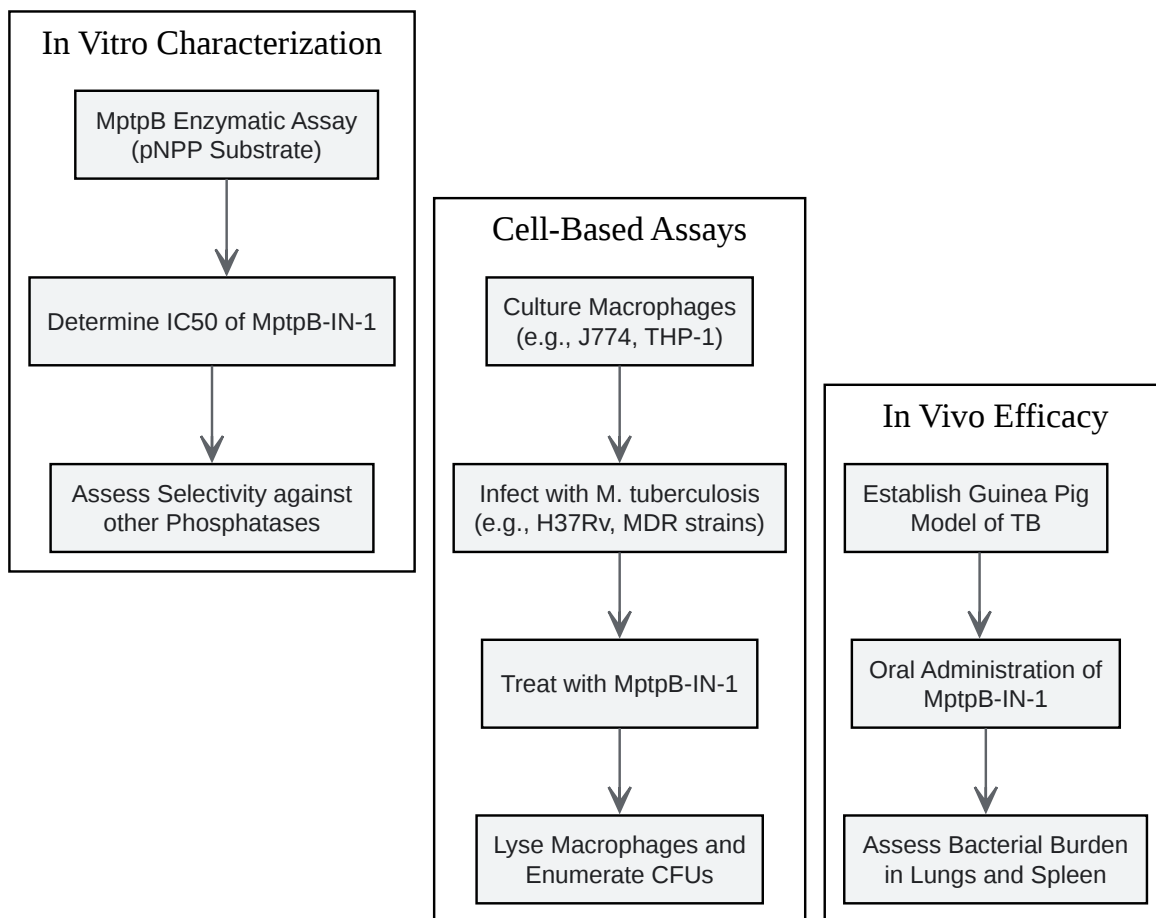 In Vitro Characterization
MptpB Enzymatic Assay
(pNPP Substrate)
Determine IC50 of MptpB-IN-1
Assess Selectivity against
other Phosphatases
Cell-Based Assays
Culture Macrophages
(e.g., J774, THP-1)
Infect with M. tuberculosis
(e.g., H37Rv, MDR strains)
Treat with MptpB-IN-1
Lyse Macrophages and
Enumerate CFUs
In Vivo Efficacy
Establish Guinea Pig
Model of TB
Oral Administration of
MptpB-IN-1
Assess Bacterial Burden
in Lungs and Spleen